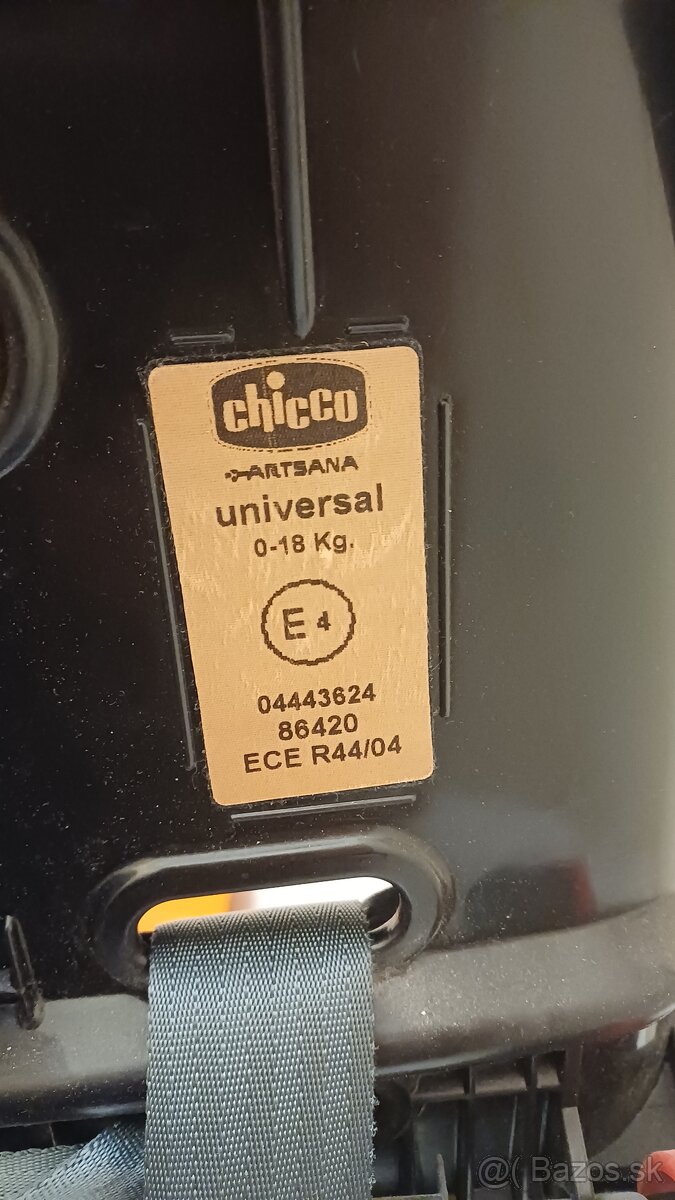 chicco
ARTSANA
universal
0-18 Kg.
E 4
04443624
86420
ECE R44/04
@( Bazos.sk